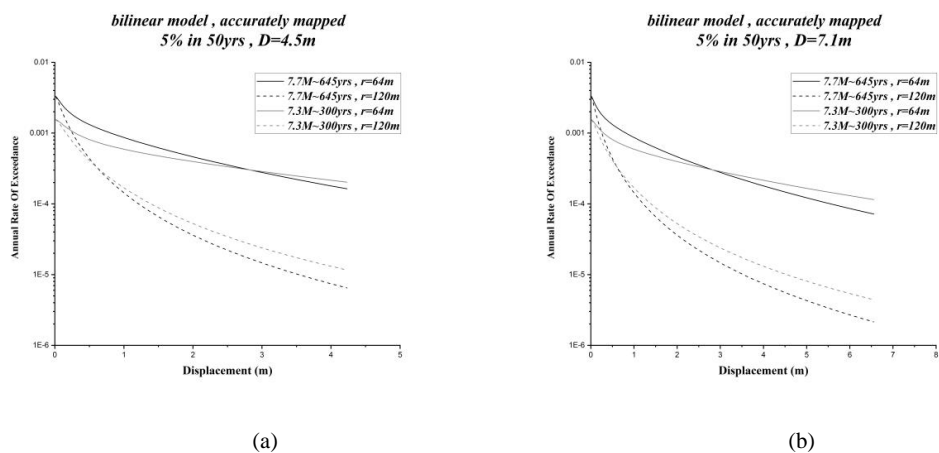 bilinear model , accurately mapped
5% in 50yrs , D=4.5m
0.01
0.001
1E-4
1E-5
1E-6
Annual Rate Of Exceedance
7.7M~645yrs , r=64m
7.7M~645yrs , r=120m
7.3M~300yrs , r=64m
7.3M~300yrs , r=120m
0 1 2 3 4 5
Displacement (m)
(a)
bilinear model , accurately mapped
5% in 50yrs , D=7.1m
0.01
0.001
1E-4
1E-5
1E-6
Annual Rate Of Exceedance
7.7M~645yrs , r=64m
7.7M~645yrs , r=120m
7.3M~300yrs , r=64m
7.3M~300yrs , r=120m
0 1 2 3 4 5 6 7 8
Displacement (m)
(b)